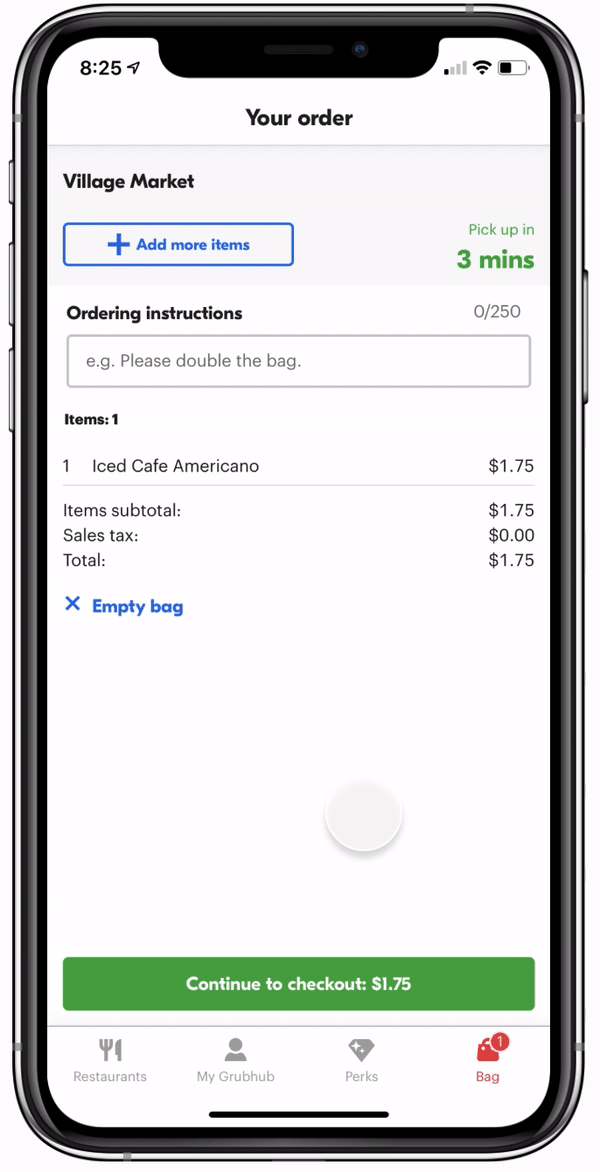 8:25
Your order
Village Market
Add more items
Pick up in
3 mins
Ordering instructions 0/250
e.g. Please double the bag.
Items: 1
1 Iced Cafe Americano $1.75
Items subtotal: $1.75
Sales tax: $0.00
Total: $1.75
Empty bag
Continue to checkout: $1.75
1
Restaurants My Grubhub Perks Bag